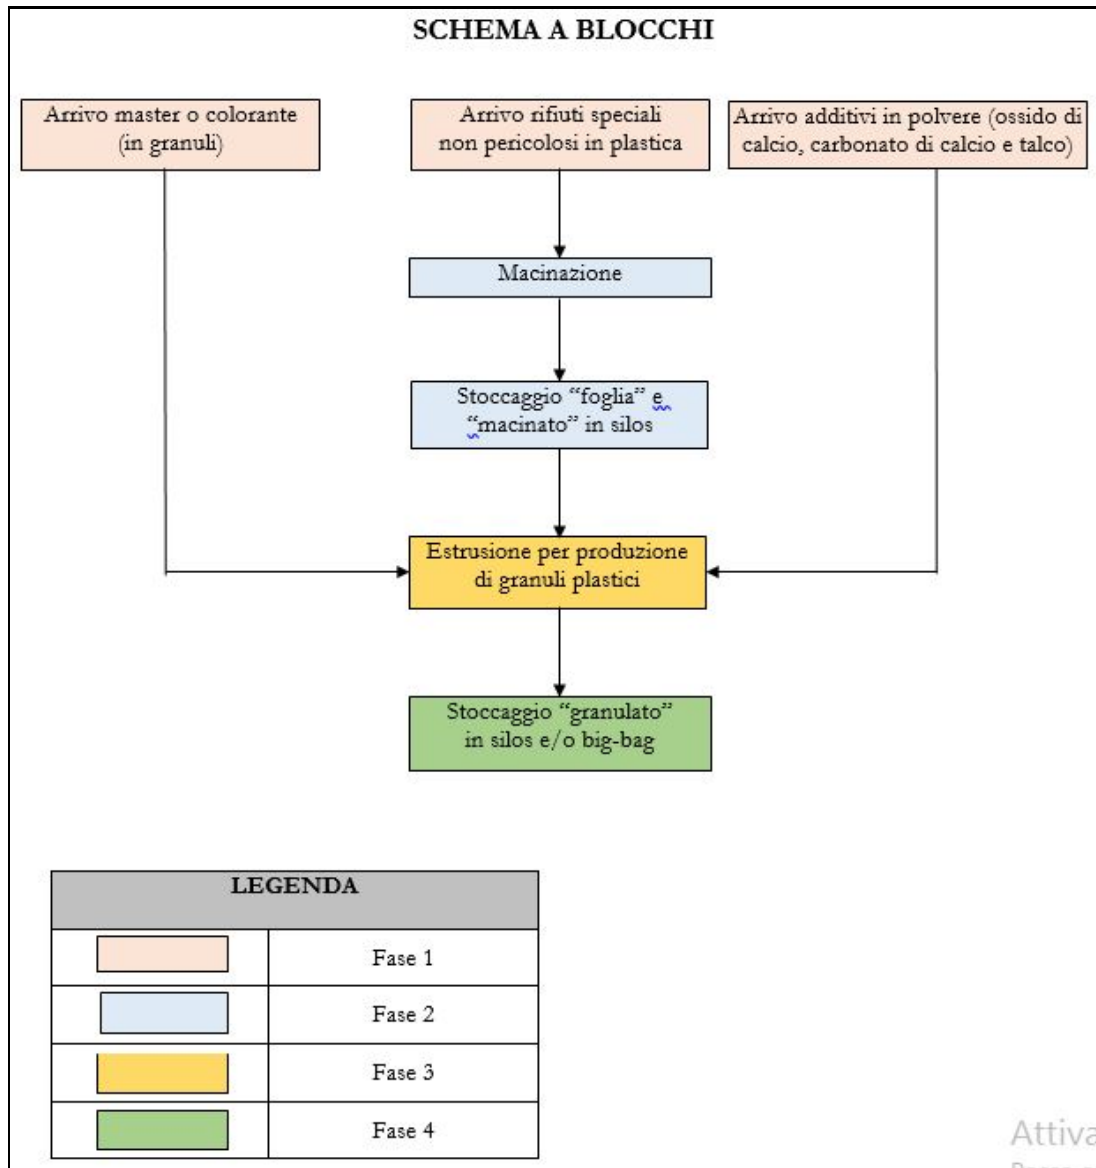 SCHEMA A BLOCCHI
Arrivo master o colorante
(in granuli)
Arrivo rifiuti speciali
non pericolosi in plastica
Arrivo additivi in polvere (ossido di
calcio, carbonato di calcio e talco)
Macinazione
Stoccaggio “foglia” e
“macinato” in silos
Estrusione per produzione
di granuli plastici
Stoccaggio “granulato”
in silos e/o big-bag
LEGENDA
Fase 1
Fase 2
Fase 3
Fase 4
Attiva